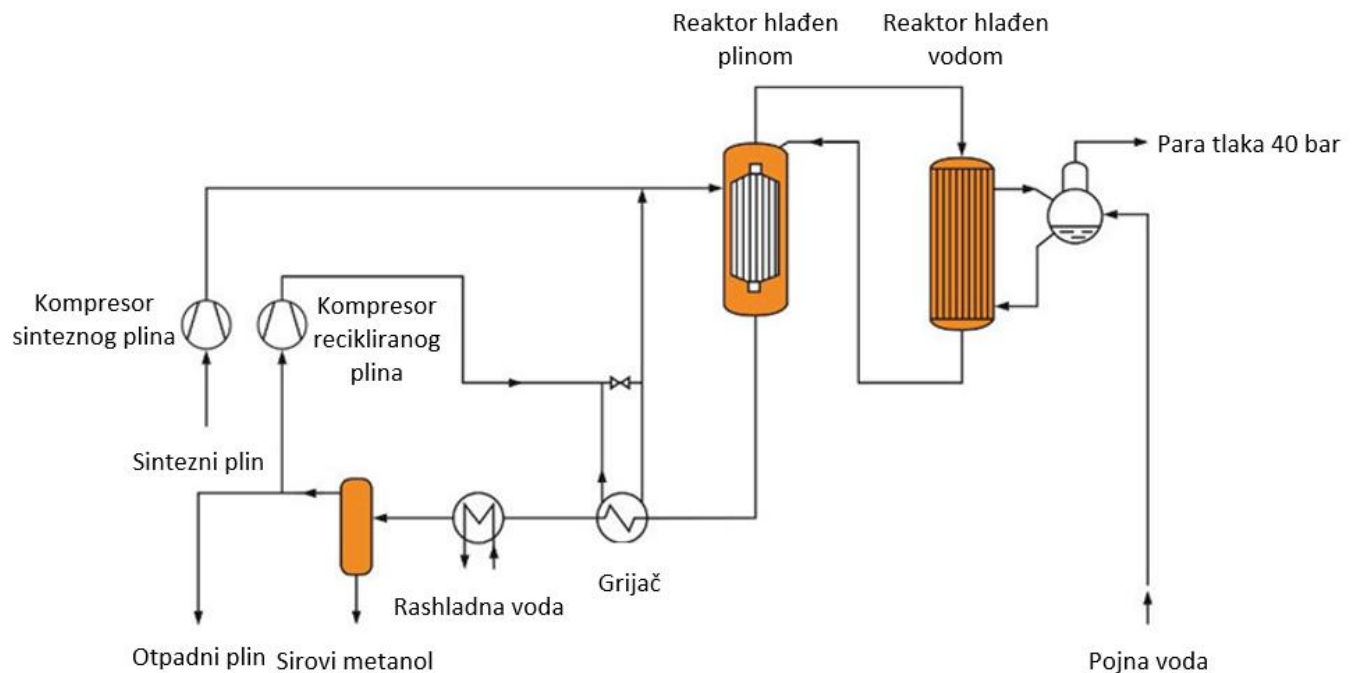 Reaktor hlađen
plinom
Reaktor hlađen
vodom
Para tlaka 40 bar
Kompresor
sinteznog plina
Kompresor
recikliranog
plina
Sintezni plin
Grijač
Rashladna voda
Otpadni plin
Sirovi metanol
Pojna voda